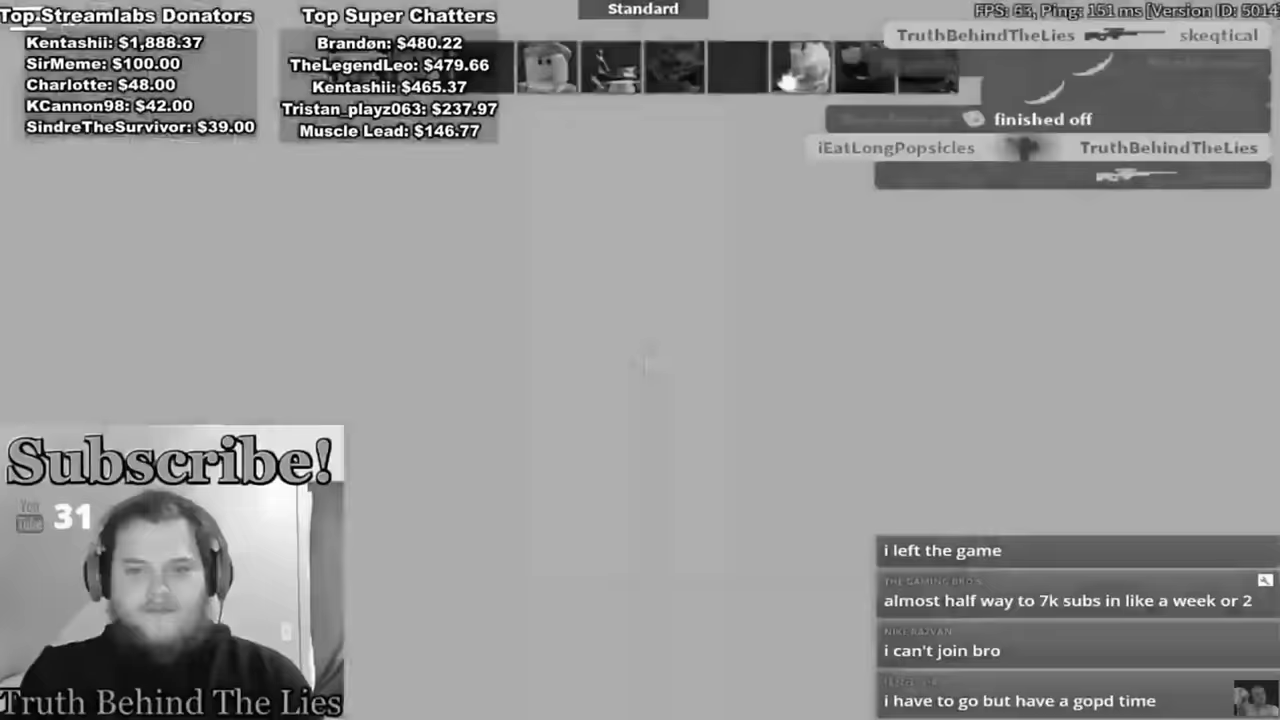 Top Streamlabs Donators
Kentashii: $1,888.37
SirMeme: $100.00
Charlotte: $48.00
KCannon98: $42.00
SindreTheSurvivor: $39.00
Top Super Chatters
Brandøn: $480.22
TheLegendLeo: $479.66
Kentashii: $465.37
Tristan_playz063: $237.97
Muscle Lead: $146.77
Standard
FPS: 63, Ping: 151 ms [Version ID: 5014
TruthBehindTheLies skeqtical
finished off
iEatLongPopsicles TruthBehindTheLies
Subscribe!
You Tube 31
Truth Behind The Lies
i left the game
THE GAMING BRO'S
almost half way to 7k subs in like a week or 2
NIKE RAZVAN
i can't join bro
i have to go but have a gopd time